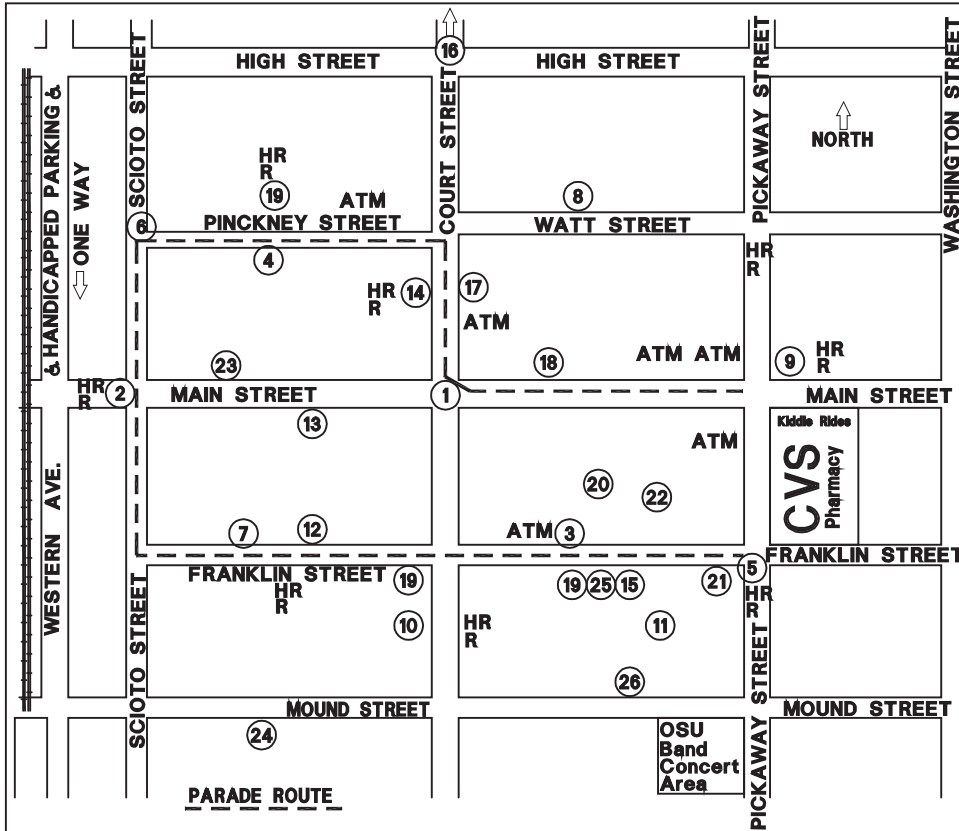 16
HIGH STREET
HIGH STREET
SCIOTO STREET
COURT STREET
PICKAWAY STREET
WASHINGTON STREET
♿ HANDICAPPED PARKING ♿
ONE WAY
NORTH
HR
R
19
ATM
8
6
PINCKNEY STREET
WATT STREET
4
HR
R
HR
R
14
17
ATM
23
18
ATM ATM
9
HR
R
HR
R
2
MAIN STREET
1
MAIN STREET
13
ATM
Kiddie Rides
CVS
Pharmacy
20
22
7
12
ATM
3
WESTERN AVE.
FRANKLIN STREET
FRANKLIN STREET
5
19
19
25
15
21
HR
R
HR
R
10
HR
R
11
26
SCIOTO STREET
PICKAWAY STREET
MOUND STREET
MOUND STREET
24
OSU
Band
Concert
Area
PARADE ROUTE